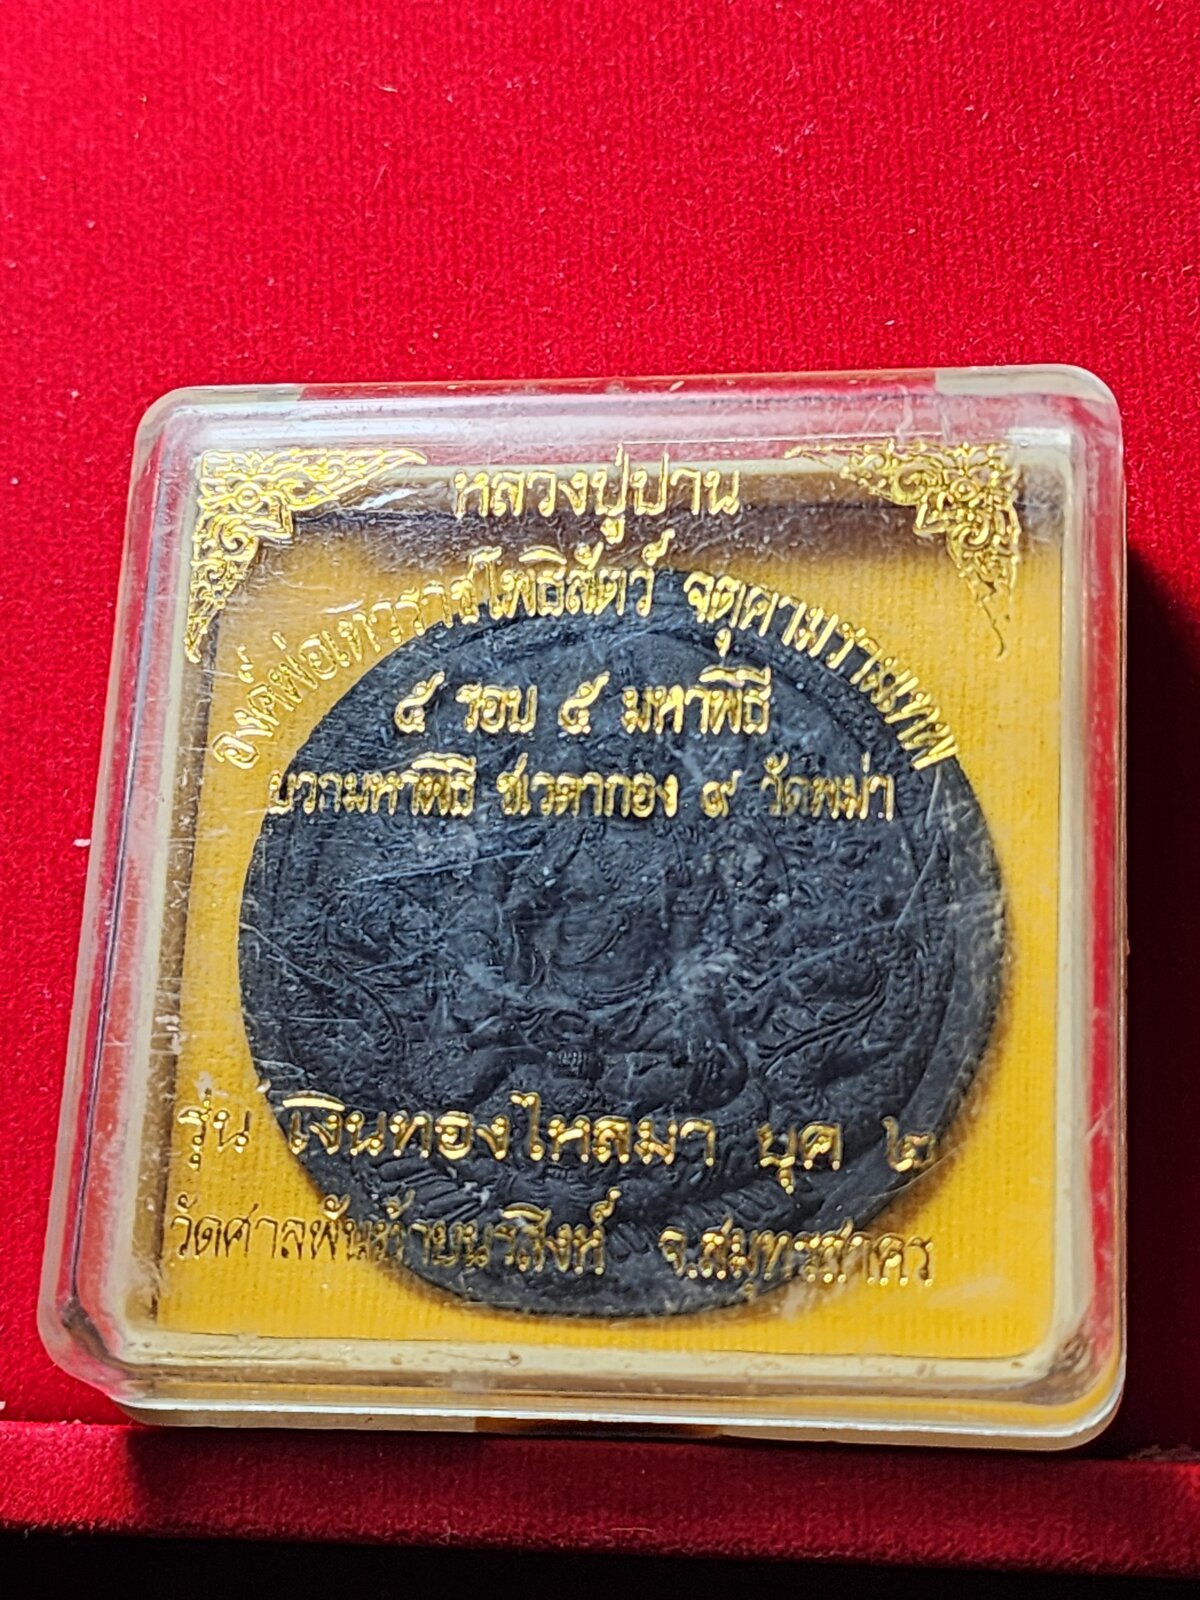 หลวงปู่ปาน
องค์พ่อเทวราชโพธิสัตว์ จตุคามรามเทพ
๕ รอบ ๕ มหาพิธี
บวกมหาพิธี ชเวดากอง ๙ วัดพม่า
รุ่น เงินทองไหลมา บุค ๒
วัดศาลพันท้ายนรสิงห์ จ.สมุทรสาคร